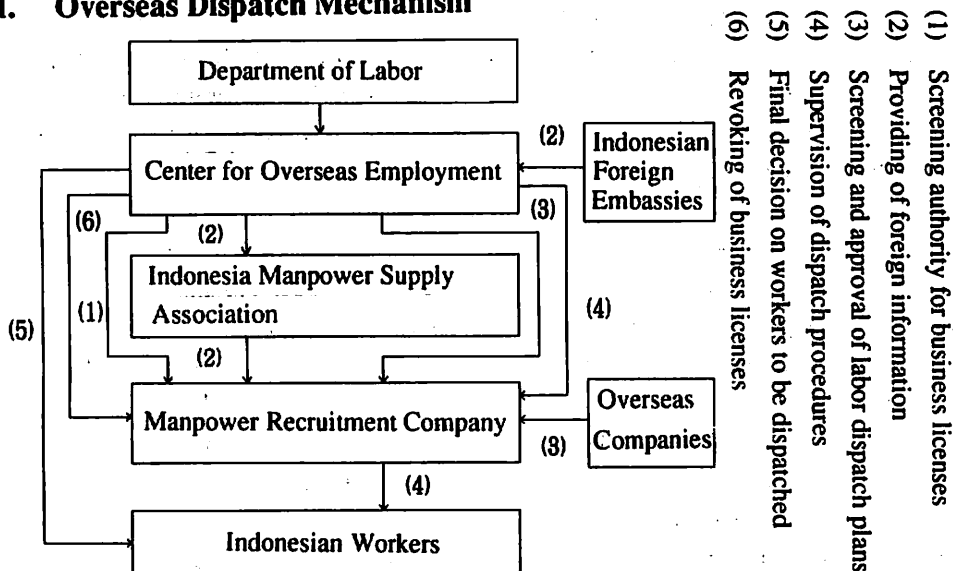 1. Overseas Dispatch Mechanism
Department of Labor
Center for Overseas Employment
(2)
Indonesian
Foreign
Embassies
(6)
(2)
(3)
Indonesia Manpower Supply
Association
(1)
(4)
(5)
(2)
Manpower Recruitment Company
Overseas
Companies
(3)
(4)
Indonesian Workers
(1) Screening authority for business licenses
(2) Providing of foreign information
(3) Screening and approval of labor dispatch plans
(4) Supervision of dispatch procedures
(5) Final decision on workers to be dispatched
(6) Revoking of business licenses